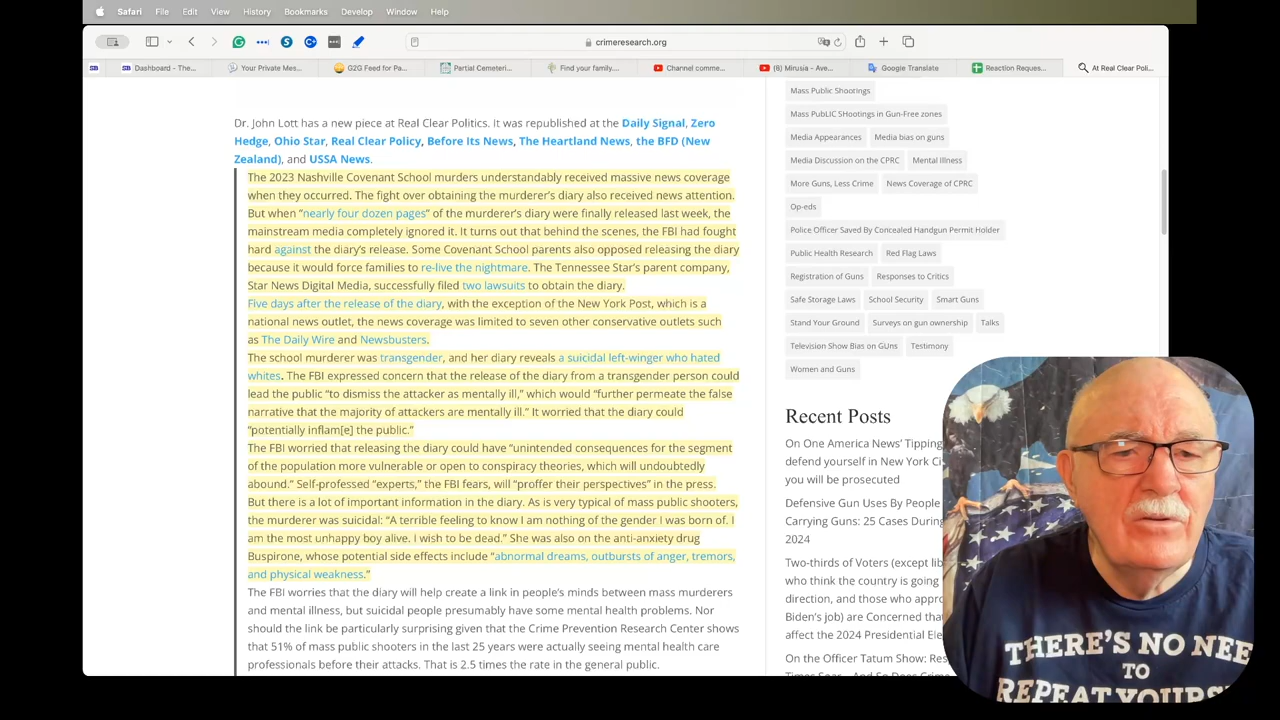 Safari File Edit View History Bookmarks Develop Window Help
crimeresearch.org
Dashboard - The... Your Private Mes... G2G Feed for Pa... Partial Cemeteri... Find your family.... Channel comme... (6) Mirusia - Ave... Google Translate Reaction Reques... At Real Clear Poli...
Dr. John Lott has a new piece at Real Clear Politics. It was republished at the Daily Signal, Zero
Hedge, Ohio Star, Real Clear Policy, Before Its News, The Heartland News, the BFD (New
Zealand), and USSA News.
The 2023 Nashville Covenant School murders understandably received massive news coverage
when they occurred. The fight over obtaining the murderer's diary also received news attention.
But when “nearly four dozen pages” of the murderer's diary were finally released last week, the
mainstream media completely ignored it. It turns out that behind the scenes, the FBI had fought
hard against the diary's release. Some Covenant School parents also opposed releasing the diary
because it would force families to re-live the nightmare. The Tennessee Star's parent company,
Star News Digital Media, successfully filed two lawsuits to obtain the diary.
Five days after the release of the diary, with the exception of the New York Post, which is a
national news outlet, the news coverage was limited to seven other conservative outlets such
as The Daily Wire and Newsbusters.
The school murderer was transgender, and her diary reveals a suicidal left-winger who hated
whites. The FBI expressed concern that the release of the diary from a transgender person could
lead the public “to dismiss the attacker as mentally ill,” which would “further permeate the false
narrative that the majority of attackers are mentally ill.” It worried that the diary could
“potentially inflam[e] the public.”
The FBI worried that releasing the diary could have “unintended consequences for the segment
of the population more vulnerable or open to conspiracy theories, which will undoubtedly
abound.” Self-professed “experts,” the FBI fears, will “proffer their perspectives” in the press.
But there is a lot of important information in the diary. As is very typical of mass public shooters,
the murderer was suicidal: “A terrible feeling to know I am nothing of the gender I was born of. I
am the most unhappy boy alive. I wish to be dead.” She was also on the anti-anxiety drug
Buspirone, whose potential side effects include “abnormal dreams, outbursts of anger, tremors,
and physical weakness.”
The FBI worries that the diary will help create a link in people's minds between mass murderers
and mental illness, but suicidal people presumably have some mental health problems. Nor
should the link be particularly surprising given that the Crime Prevention Research Center shows
that 51% of mass public shooters in the last 25 years were actually seeing mental health care
professionals before their attacks. That is 2.5 times the rate in the general public.
Mass Public Shootings
Mass PubLIC SHootings in Gun-Free zones
Media Appearances Media bias on guns
Media Discussion on the CPRC Mental Illness
More Guns, Less Crime News Coverage of CPRC
Op-eds
Police Officer Saved By Concealed Handgun Permit Holder
Public Health Research Red Flag Laws
Registration of Guns Responses to Critics
Safe Storage Laws School Security Smart Guns
Stand Your Ground Surveys on gun ownership Talks
Television Show Bias on GUns Testimony
Women and Guns
Recent Posts
On One America News' Tipping
defend yourself in New York Ci
you will be prosecuted
Defensive Gun Uses By People
Carrying Guns: 25 Cases During
2024
Two-thirds of Voters (except lib
who think the country is going
direction, and those who appro
Biden's job) are Concerned that
affect the 2024 Presidential Ele
On the Officer Tatum Show: Res
THERE'S NO NEE
TO
REPEAT YOURS